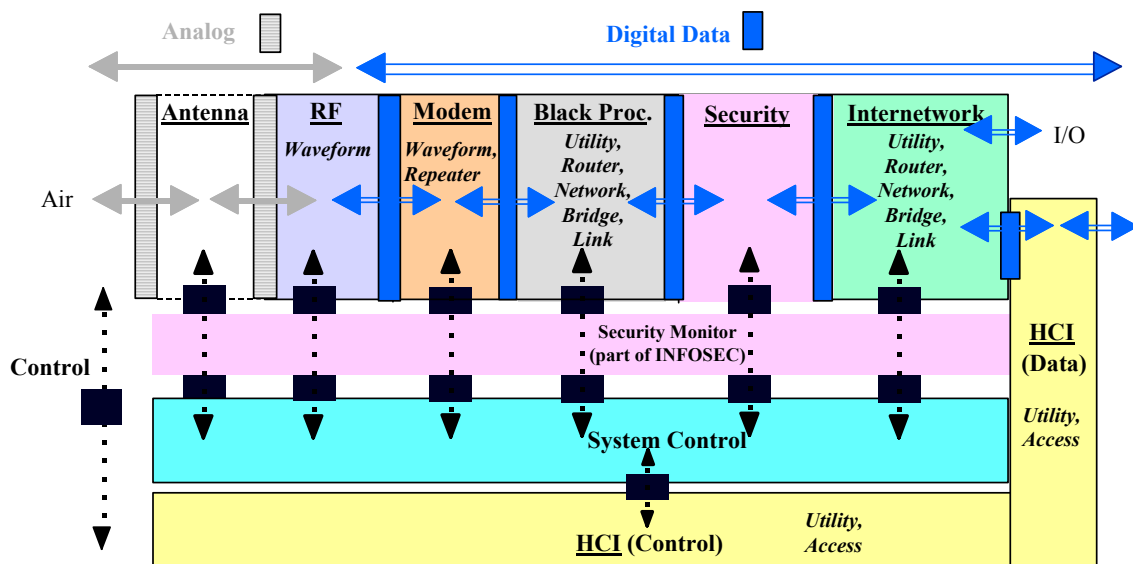 Analog
Digital Data
Antenna
RF
Modem
Black Proc.
Security
Internetwork
Waveform
Waveform,
Repeater
Utility,
Router,
Network,
Bridge,
Link
Utility,
Router,
Network,
Bridge,
Link
I/O
Air
Security Monitor
(part of INFOSEC)
Control
HCI
(Data)
Utility,
Access
System Control
HCI (Control)
Utility,
Access